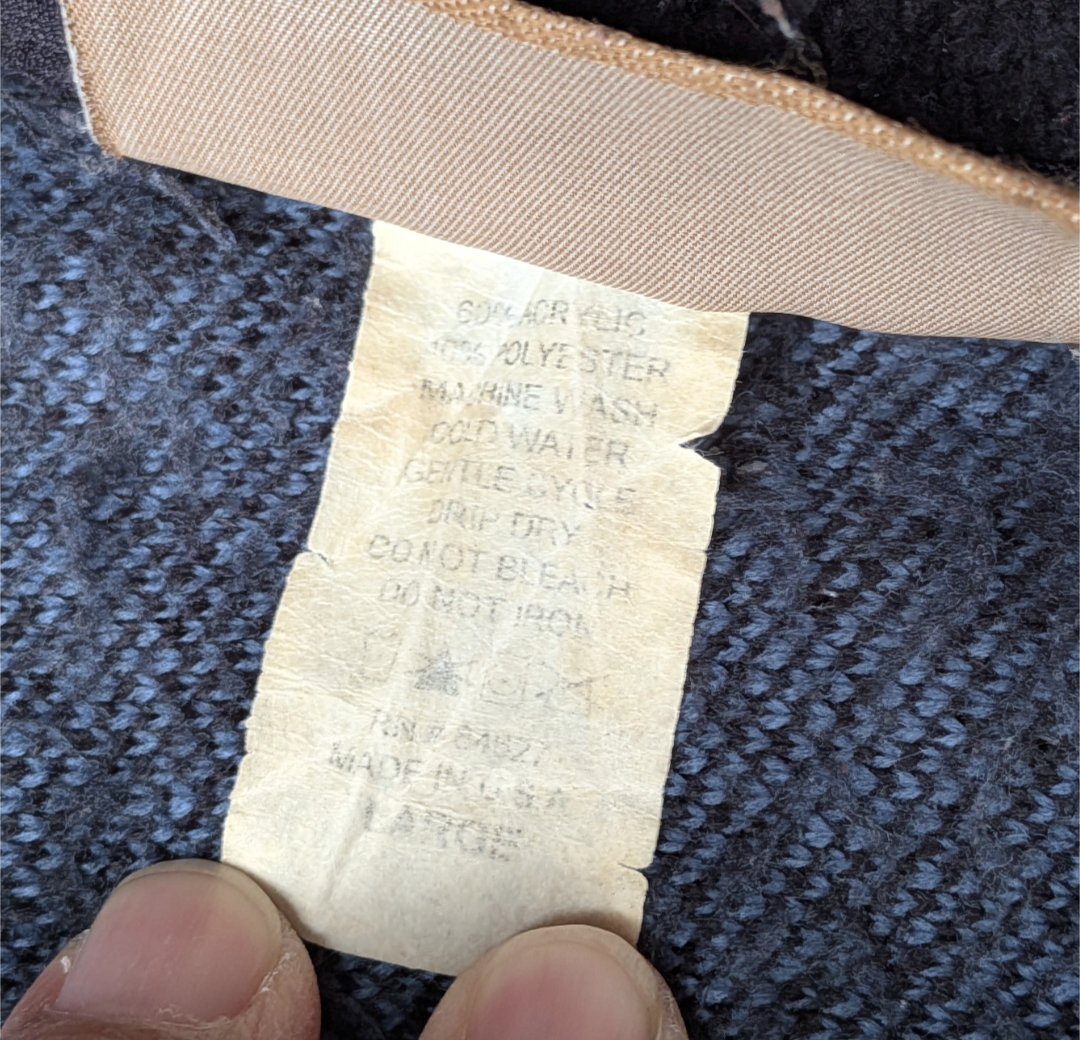 60% ACRYLIC
40% POLYESTER
MACHINE WASH
COLD WATER
GENTLE CYCLE
DRIP DRY
DO NOT BLEACH
DO NOT IRON
RN #
MADE IN U.S.A
LARGE